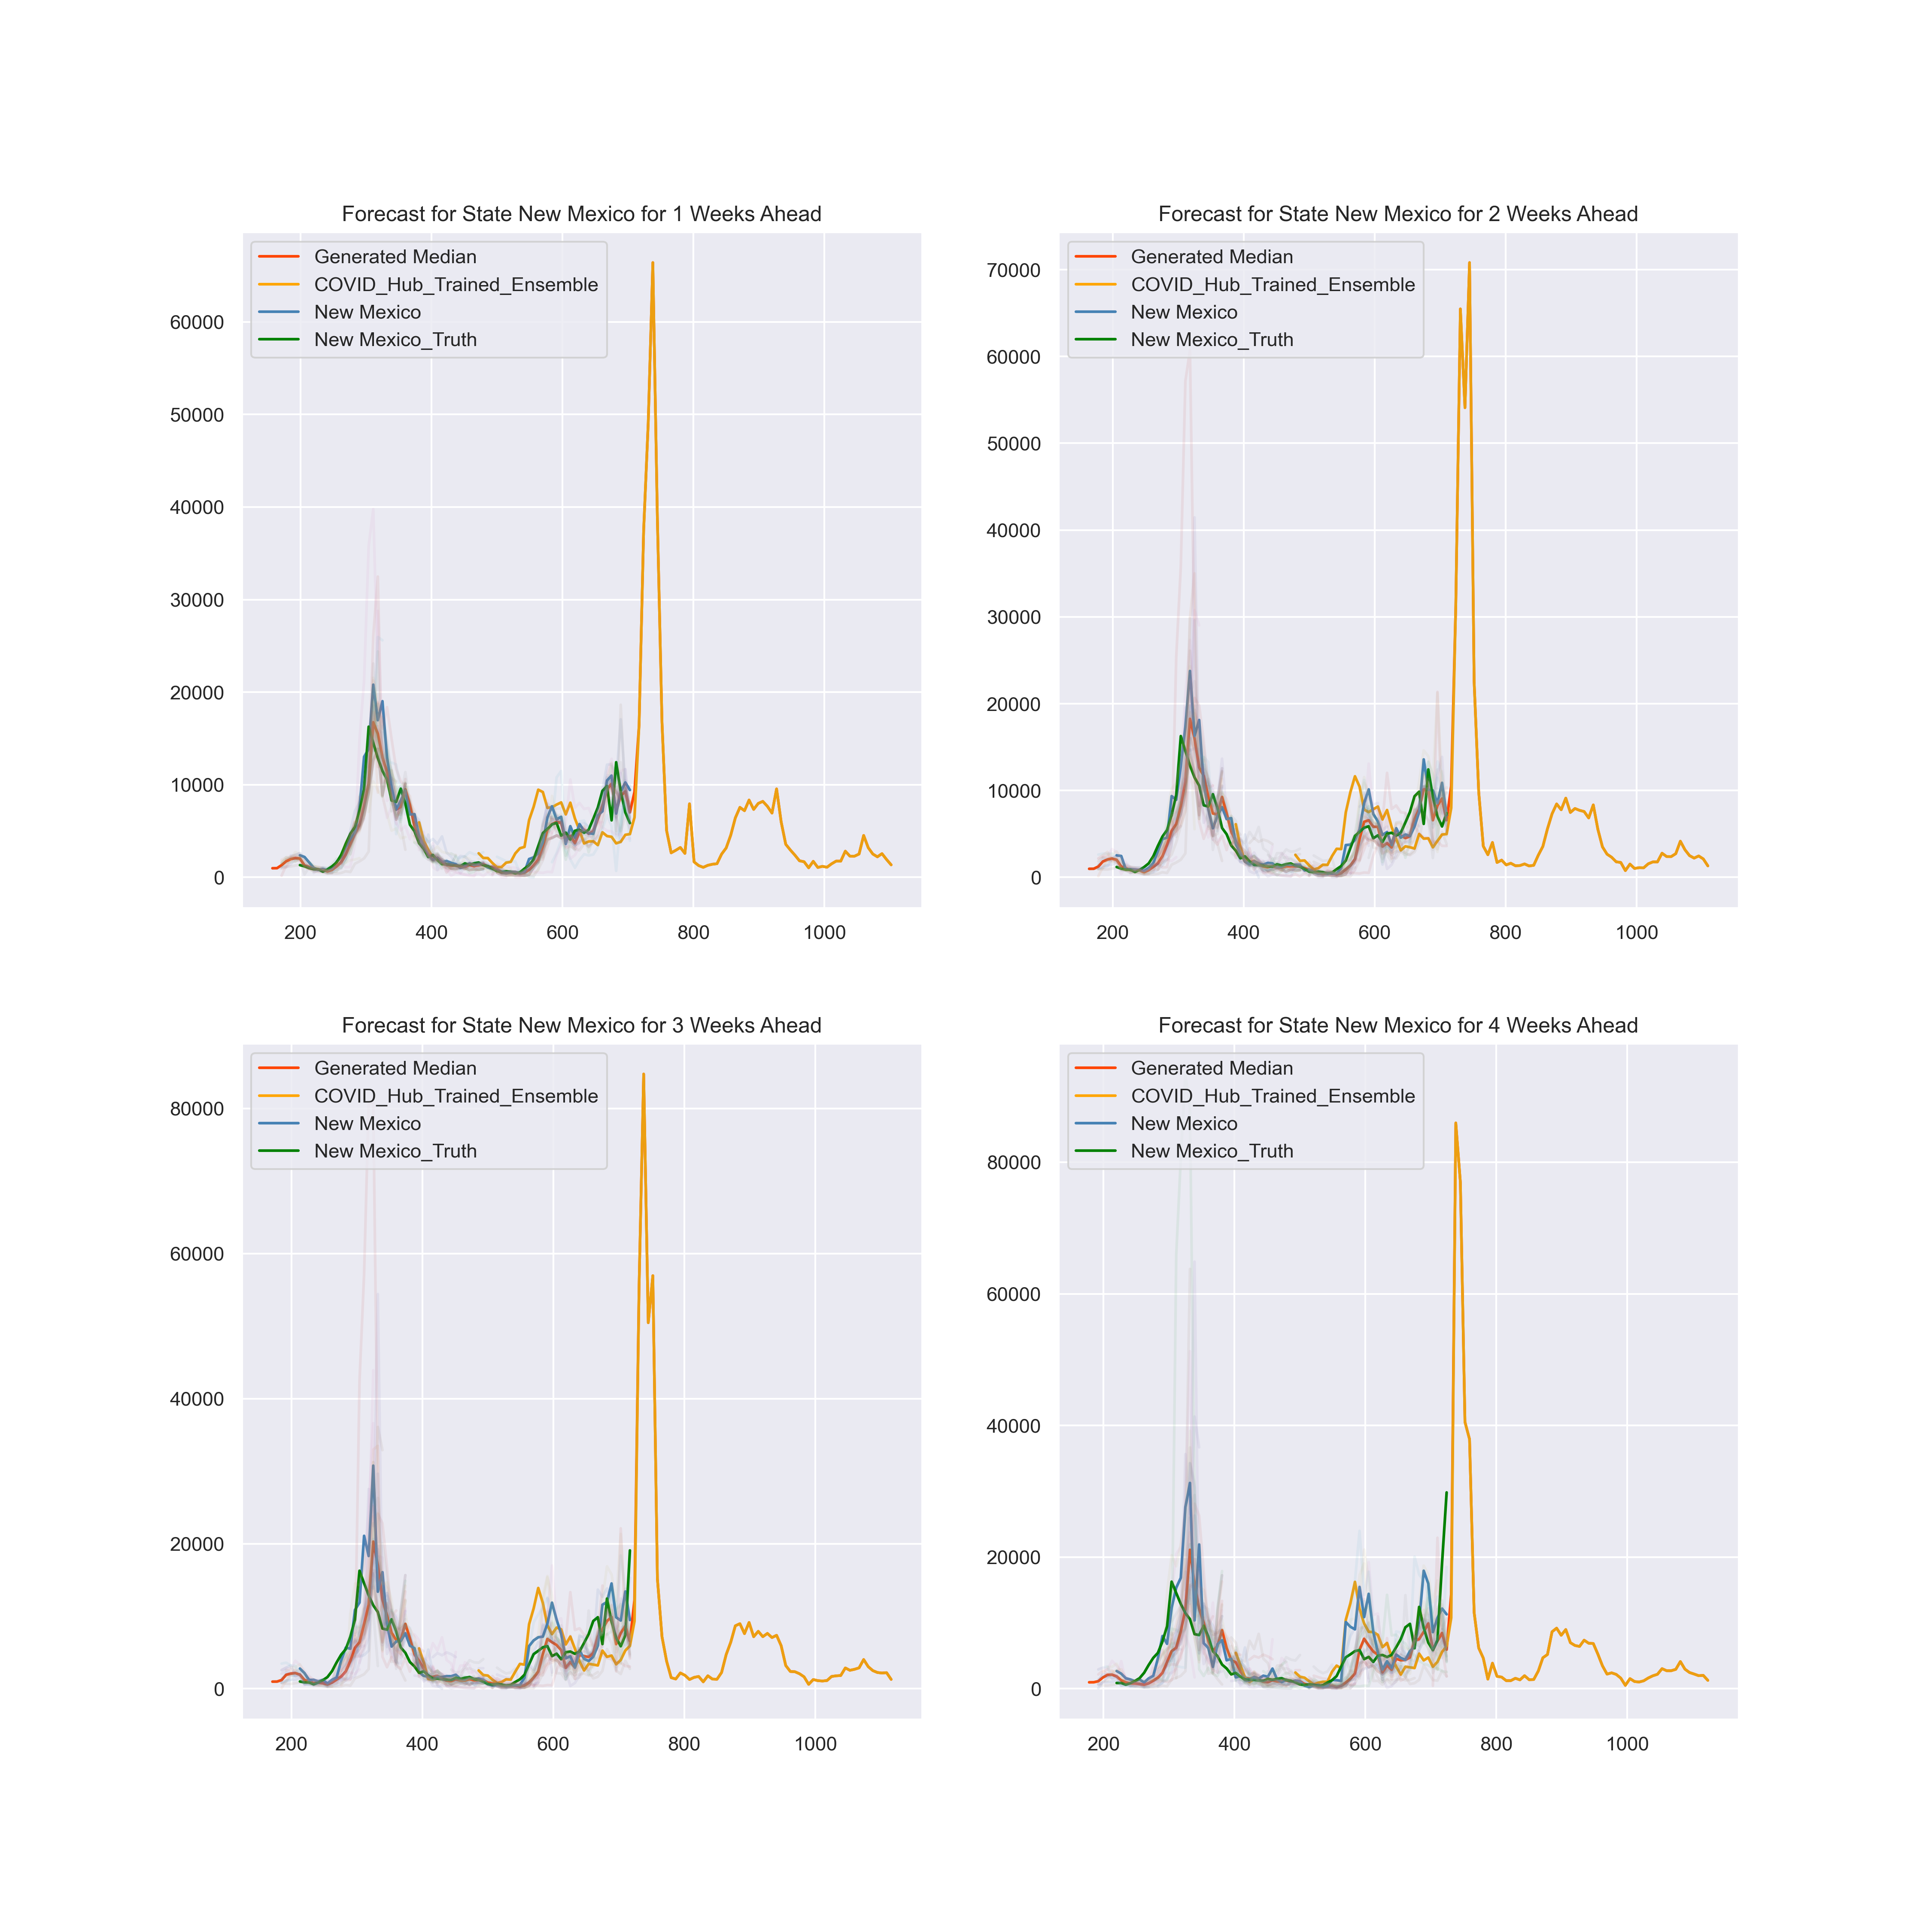 Forecast for State New Mexico for 1 Weeks Ahead
Generated Median
COVID_Hub_Trained_Ensemble
New Mexico
New Mexico_Truth
60000
50000
40000
30000
20000
10000
0
200 400 600 800 1000
Forecast for State New Mexico for 2 Weeks Ahead
Generated Median
COVID_Hub_Trained_Ensemble
New Mexico
New Mexico_Truth
70000
60000
50000
40000
30000
20000
10000
0
200 400 600 800 1000
Forecast for State New Mexico for 3 Weeks Ahead
Generated Median
COVID_Hub_Trained_Ensemble
New Mexico
New Mexico_Truth
80000
60000
40000
20000
0
200 400 600 800 1000
Forecast for State New Mexico for 4 Weeks Ahead
Generated Median
COVID_Hub_Trained_Ensemble
New Mexico
New Mexico_Truth
80000
60000
40000
20000
0
200 400 600 800 1000